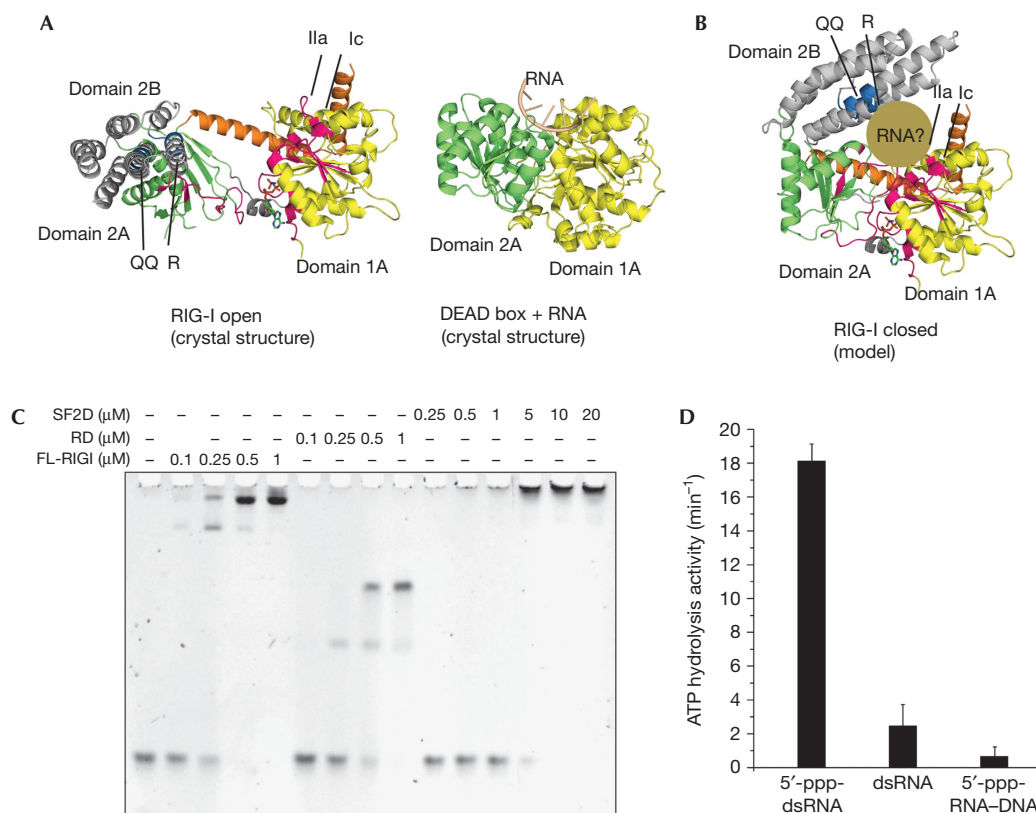 A
IIa Ic
Domain 2B
QQ R
Domain 2A
Domain 1A
RIG-I open
(crystal structure)
RNA
Domain 2A
Domain 1A
DEAD box + RNA
(crystal structure)
B
QQ R
Domain 2B
IIa Ic
RNA?
Domain 2A
Domain 1A
RIG-I closed
(model)
C
SF2D (μM) – – – – – – – – – 0.25 0.5 1 5 10 20
RD (μM) – – – – – 0.1 0.25 0.5 1 – – – – – –
FL-RIGI (μM) – 0.1 0.25 0.5 1 – – – – – – – – – –
D
ATP hydrolysis activity (min⁻¹)
20
18
16
14
12
10
8
6
4
2
0
5′-ppp-
dsRNA
dsRNA
5′-ppp-
RNA–DNA